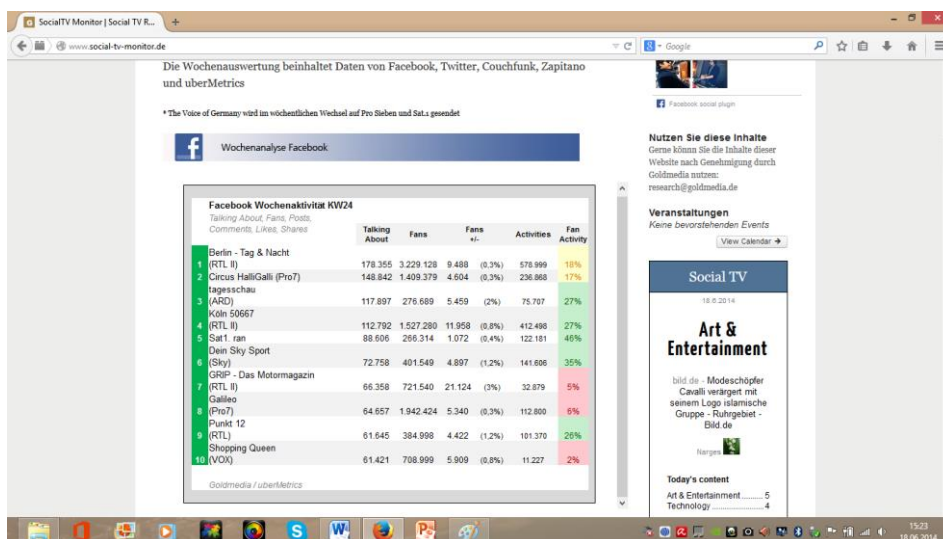 SocialTV Monitor | Social TV R...
www.social-tv-monitor.de
Google
Die Wochenauswertung beinhaltet Daten von Facebook, Twitter, Couchfunk, Zapitano
und uberMetrics
* The Voice of Germany wird im wöchentlichen Wechsel auf Pro Sieben und Sat.1 gesendet
Wochenanalyse Facebook
Facebook Wochenaktivität KW24
Talking About, Fans, Posts,
Comments, Likes, Shares
Talking About Fans Fans +/- Activities Fan Activity
Berlin - Tag & Nacht
1 (RTL II) 178.355 3.229.128 9.488 (0,3%) 578.999 18%
2 Circus HalliGalli (Pro7) 148.842 1.409.379 4.604 (0,3%) 236.868 17%
tagesschau
3 (ARD) 117.897 276.689 5.459 (2%) 75.707 27%
Köln 50667
4 (RTL II) 112.792 1.527.280 11.958 (0,8%) 412.498 27%
5 Sat1. ran 88.606 266.314 1.072 (0,4%) 122.181 46%
Dein Sky Sport
6 (Sky) 72.758 401.549 4.897 (1,2%) 141.606 35%
GRIP - Das Motormagazin
7 (RTL II) 66.358 721.540 21.124 (3%) 32.879 5%
Galileo
8 (Pro7) 64.657 1.942.424 5.340 (0,3%) 112.800 6%
Punkt 12
9 (RTL) 61.645 384.998 4.422 (1,2%) 101.370 26%
Shopping Queen
10 (VOX) 61.421 708.999 5.909 (0,8%) 11.227 2%
Goldmedia / uberMetrics
Facebook social plugin
Nutzen Sie diese Inhalte
Gerne könnn Sie die Inhalte dieser
Website nach Genehmigung durch
Goldmedia nutzen:
research@goldmedia.de
Veranstaltungen
Keine bevorstehenden Events
View Calendar →
Social TV
18.6.2014
Art &
Entertainment
bild.de - Modeschöpfer
Cavalli verärgert mit
seinem Logo islamische
Gruppe - Ruhrgebiet -
Bild.de
Narges
Today's content
Art & Entertainment .......... 5
Technology .......... 4
15:23
18.06.2014